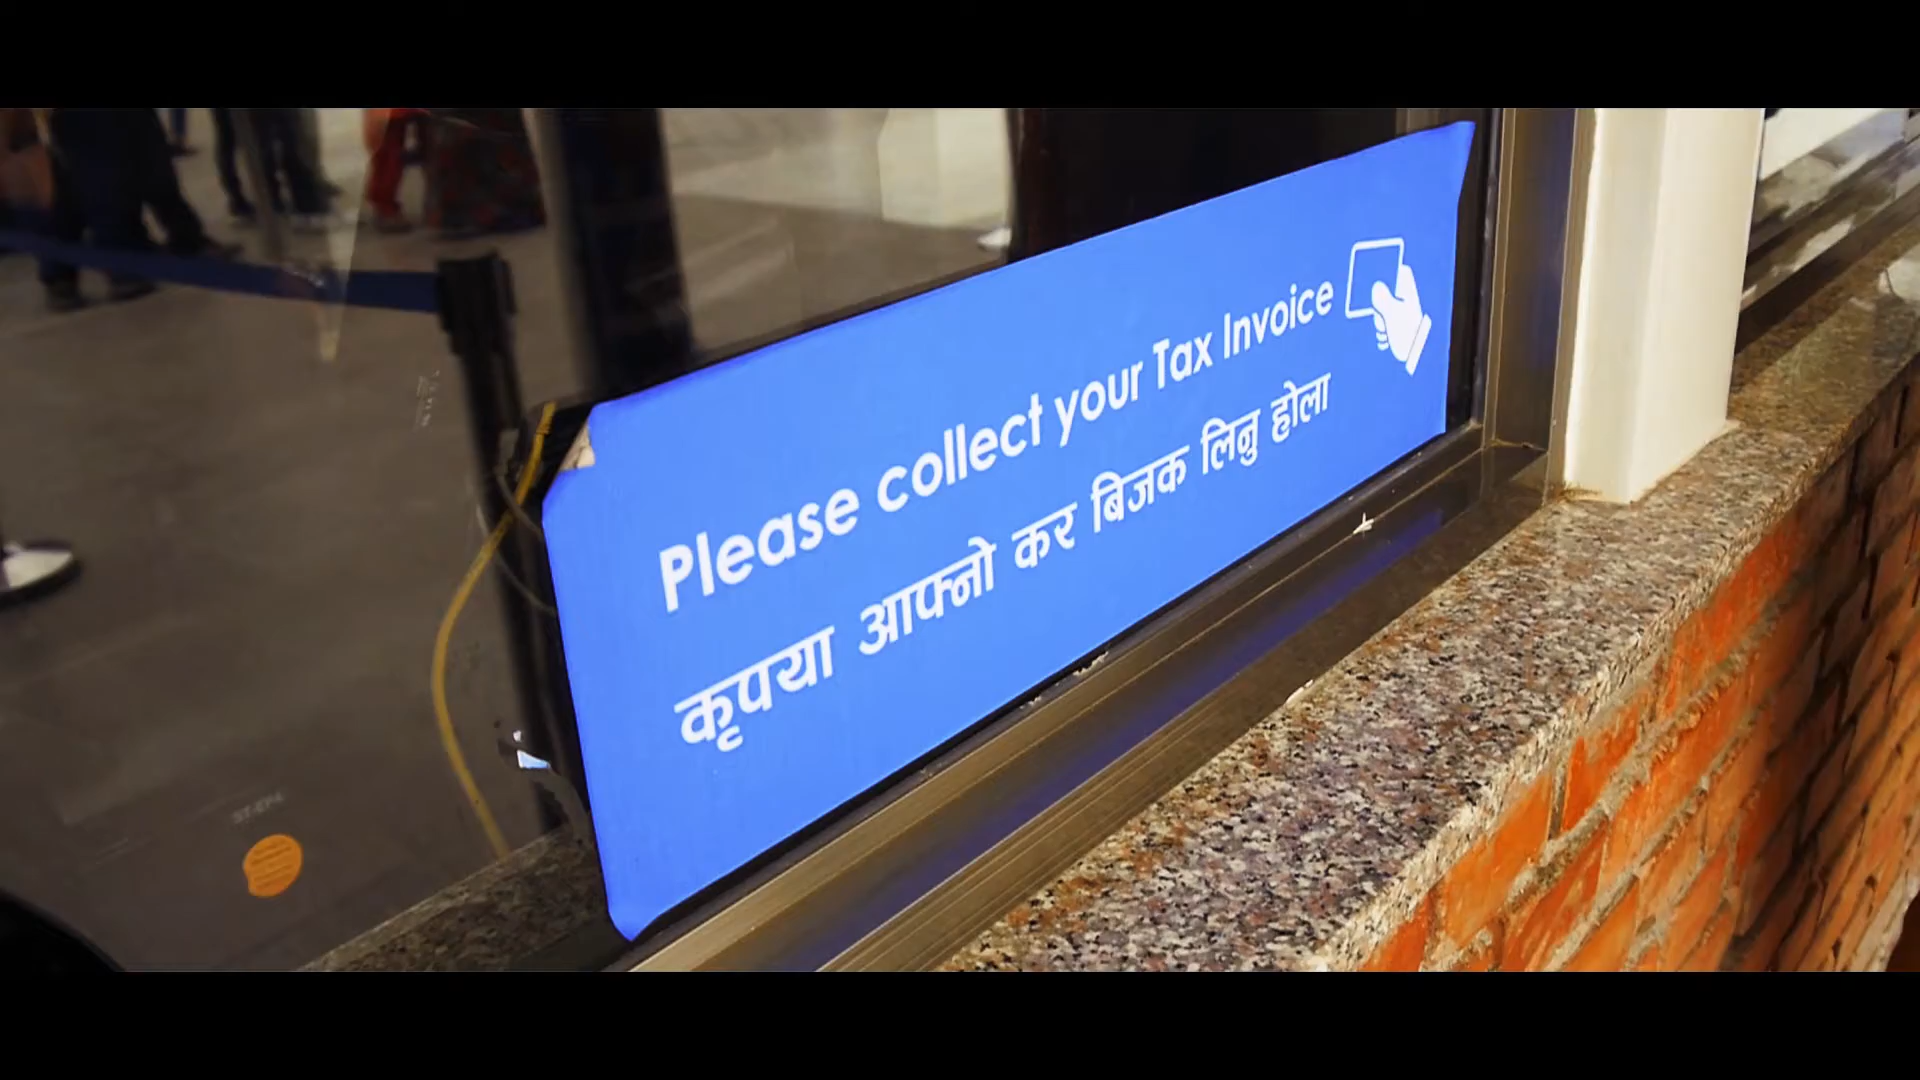 Please collect your Tax Invoice
कृपया आफ्नो कर बिजक लिनु होला